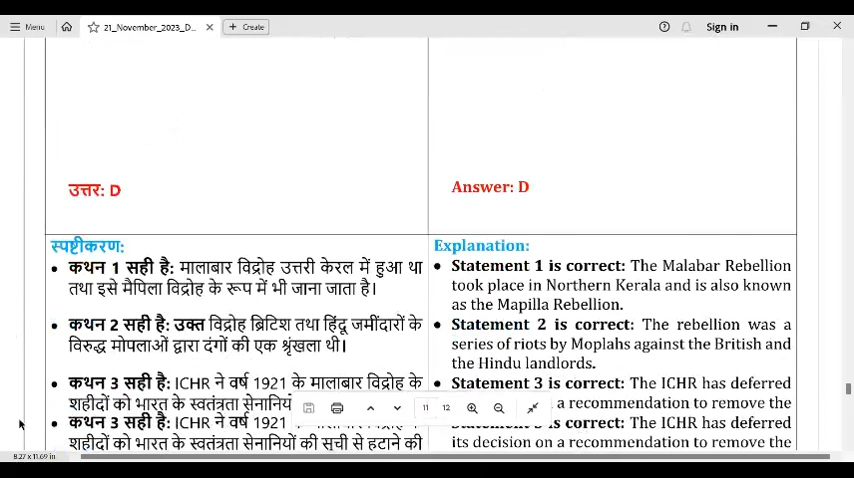 Menu
21_November_2023_D...
Create
Sign in
उत्तर: D
Answer: D
स्पष्टीकरण:
कथन 1 सही है: मालाबार विद्रोह उत्तरी केरल में हुआ था
तथा इसे मैपिला विद्रोह के रूप में भी जाना जाता है।
कथन 2 सही है: उक्त विद्रोह ब्रिटिश तथा हिंदू जमींदारों के
विरुद्ध मोपलाओं द्वारा दंगों की एक श्रृंखला थी।
कथन 3 सही है: ICHR ने वर्ष 1921 के मालाबार विद्रोह के
शहीदों को भारत के स्वतंत्रता सेनानियों
कथन 3 सही है: ICHR ने वर्ष 1921
शहीदों को भारत के स्वतंत्रता सेनानियों की सूची से हटाने की
Explanation:
Statement 1 is correct: The Malabar Rebellion
took place in Northern Kerala and is also known
as the Mapilla Rebellion.
Statement 2 is correct: The rebellion was a
series of riots by Moplahs against the British and
the Hindu landlords.
Statement 3 is correct: The ICHR has deferred
a recommendation to remove the
is correct: The ICHR has deferred
its decision on a recommendation to remove the
11 12
8.27 x 11.69 in